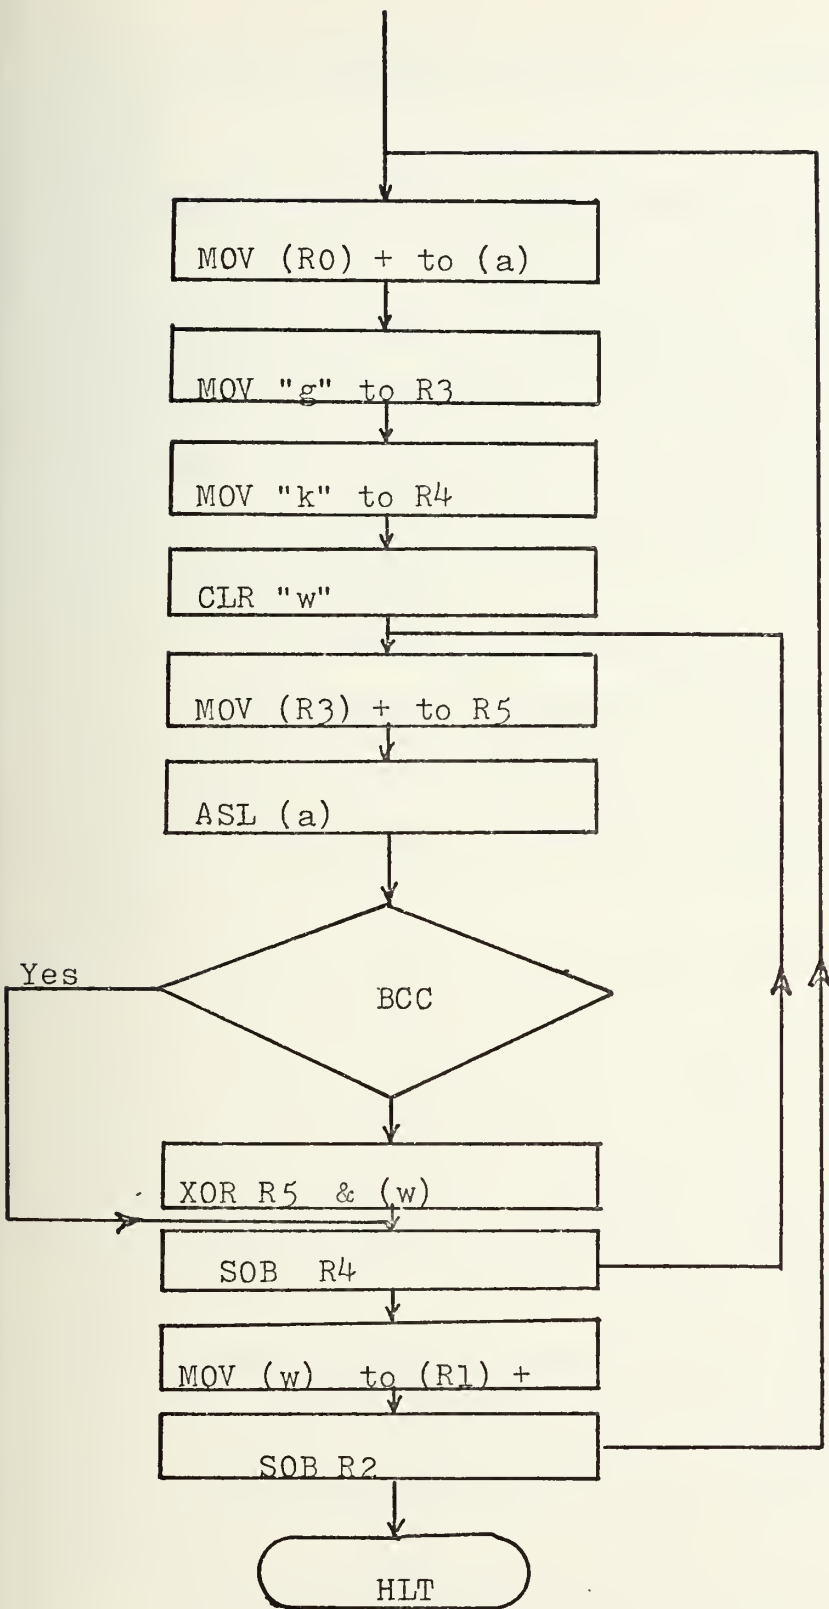 MOV (R0) + to (a)
MOV "g" to R3
MOV "k" to R4
CLR "w"
MOV (R3) + to R5
ASL (a)
Yes
BCC
XOR R5 & (w)
SOB R4
MOV (w) to (R1) +
SOB R2
HLT